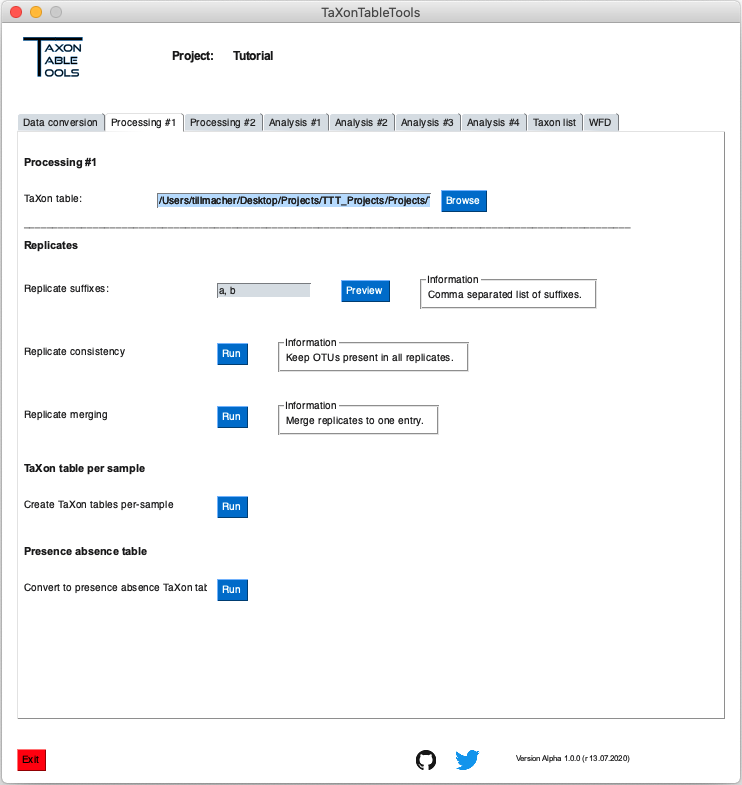 TaXonTableTools
TAXON
ABLE
OOLS
Project: Tutorial
Data conversion Processing #1 Processing #2 Analysis #1 Analysis #2 Analysis #3 Analysis #4 Taxon list WFD
Processing #1
TaXon table: /Users/tillmacher/Desktop/Projects/TTT_Projects/Projects/ Browse
Replicates
Information
Replicate suffixes: a, b Preview Comma separated list of suffixes.
Information
Replicate consistency Run Keep OTUs present in all replicates.
Information
Replicate merging Run Merge replicates to one entry.
TaXon table per sample
Create TaXon tables per-sample Run
Presence absence table
Convert to presence absence TaXon tab Run
Exit Version Alpha 1.0.0 (r 13.07.2020)